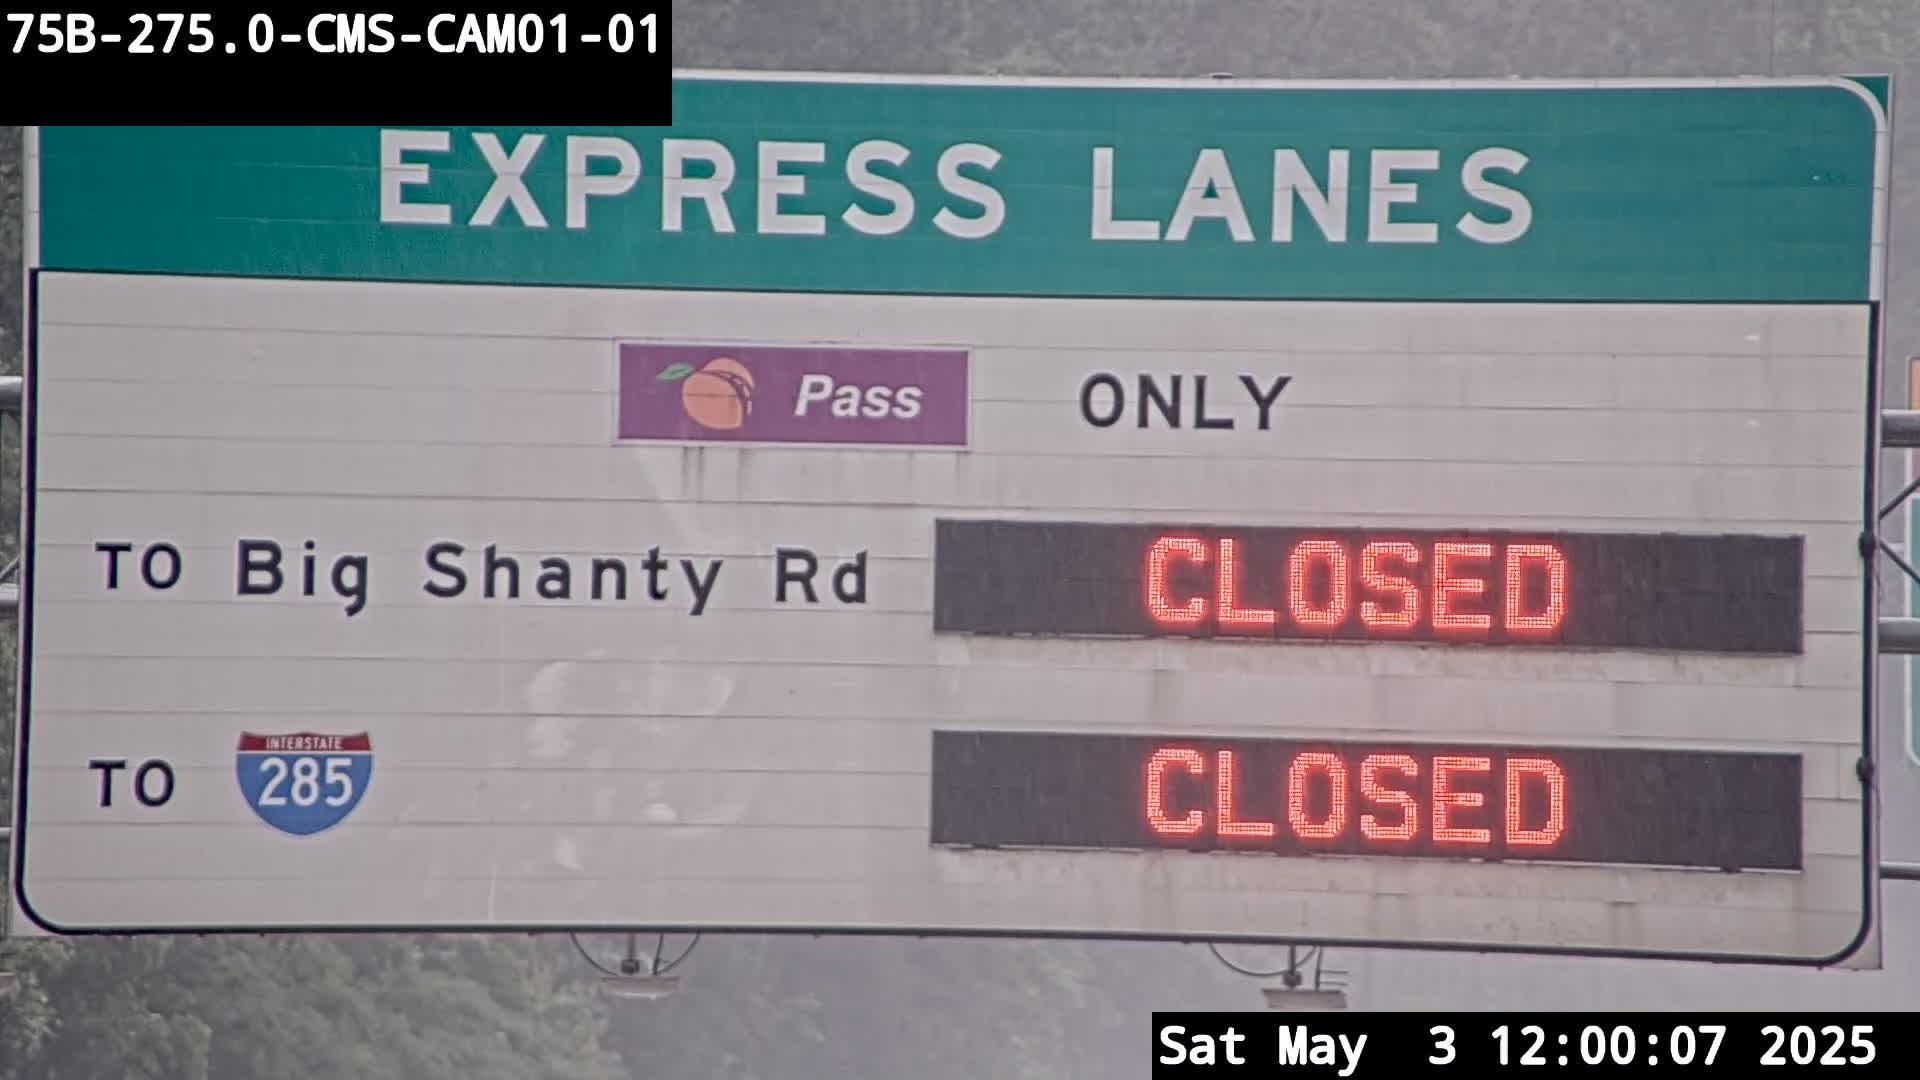 75B-275.0-CMS-CAM01-01
EXPRESS LANES
Pass ONLY
TO Big Shanty Rd CLOSED
TO INTERSTATE 285 CLOSED
Sat May 3 12:00:07 2025